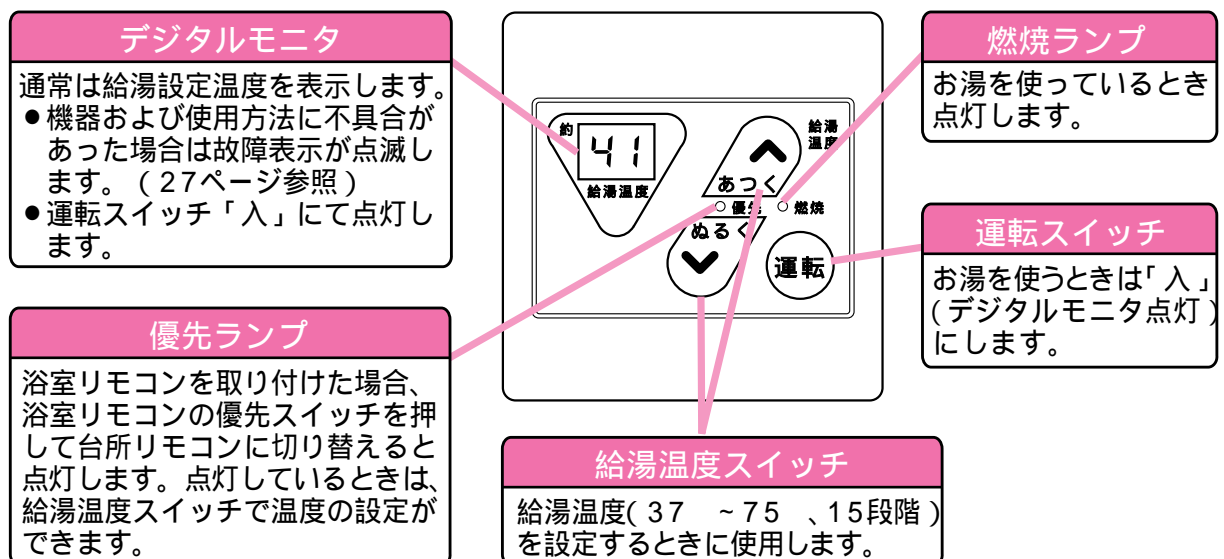 デジタルモニタ
通常は給湯設定温度を表示します。
●機器および使用方法に不具合が
あった場合は故障表示が点滅し
ます。(27ページ参照)
●運転スイッチ「入」にて点灯し
ます。
優先ランプ
浴室リモコンを取り付けた場合、
浴室リモコンの優先スイッチを押
して台所リモコンに切り替えると
点灯します。点灯しているときは、
給湯温度スイッチで温度の設定が
できます。
約
41
給湯温度
給湯
温度
あつく
優先 燃焼
ぬるく
運転
燃焼ランプ
お湯を使っているとき
点灯します。
運転スイッチ
お湯を使うときは「入」
(デジタルモニタ点灯)
にします。
給湯温度スイッチ
給湯温度(37 ~75 、15段階)
を設定するときに使用します。